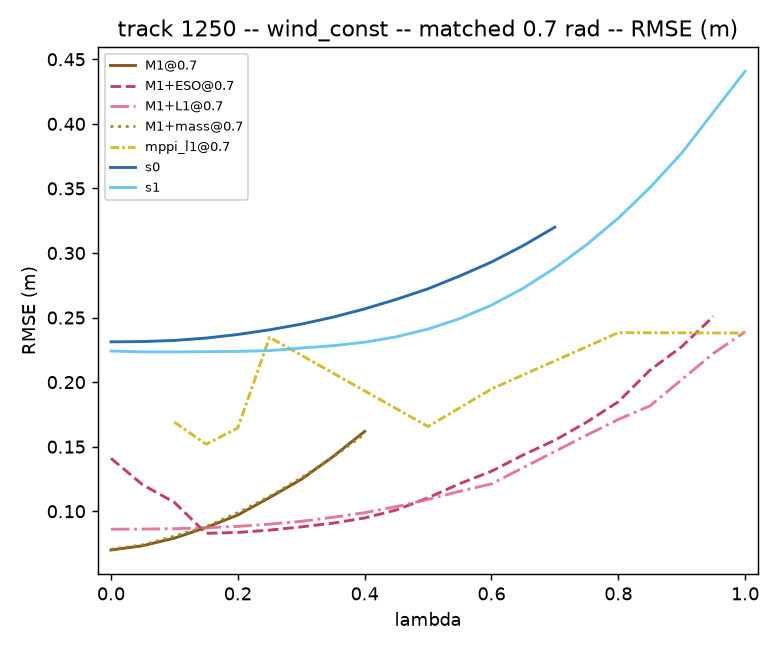 track 1250 -- wind_const -- matched 0.7 rad -- RMSE (m)
M1@0.7
M1+ESO@0.7
M1+L1@0.7
M1+mass@0.7
mppi_l1@0.7
s0
s1
RMSE (m)
0.45
0.40
0.35
0.30
0.25
0.20
0.15
0.10
0.0 0.2 0.4 0.6 0.8 1.0
lambda